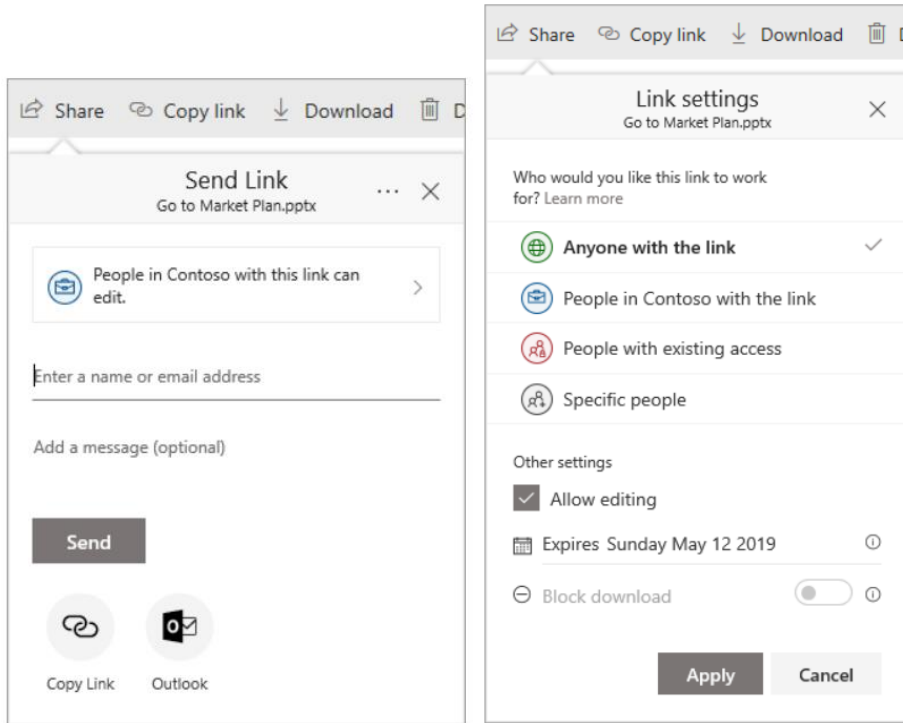 Share Copy link Download
Send Link
Go to Market Plan.pptx
People in Contoso with this link can
edit.
Enter a name or email address
Add a message (optional)
Send
Copy Link Outlook
Share Copy link Download
Link settings
Go to Market Plan.pptx
Who would you like this link to work
for? Learn more
Anyone with the link
People in Contoso with the link
People with existing access
Specific people
Other settings
Allow editing
Expires Sunday May 12 2019
Block download
Apply Cancel